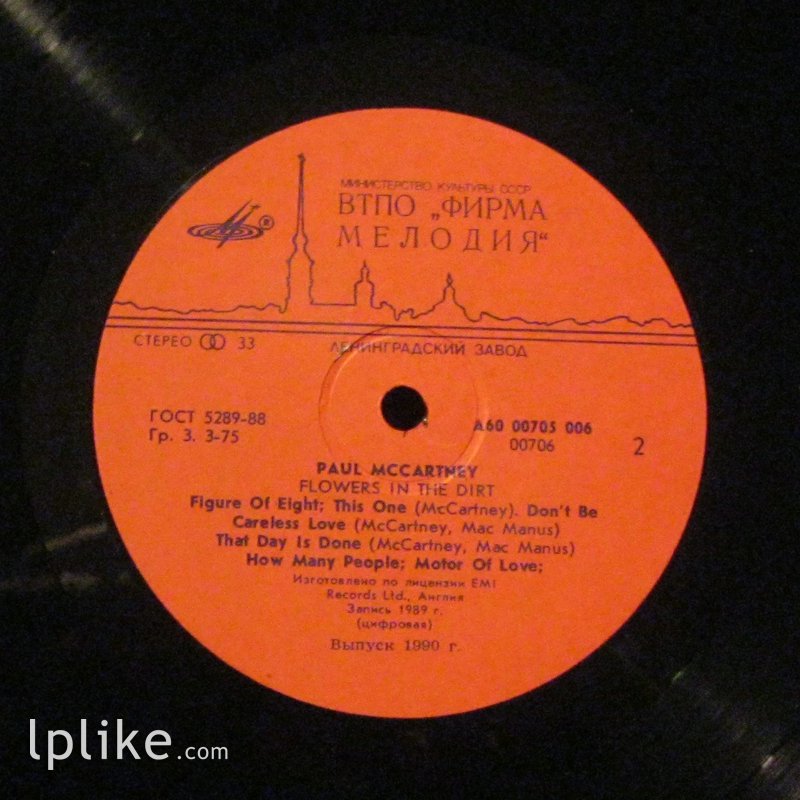 МИНИСТЕРСТВО КУЛЬТУРЫ СССР
ВТПО „ФИРМА
МЕЛОДИЯ“
®
СТЕРЕО 33
ЛЕНИНГРАДСКИЙ ЗАВОД
ГОСТ 5289-88
Гр. 3. 3-75
А60 00705 006
00706
2
PAUL MCCARTNEY
FLOWERS IN THE DIRT
Figure Of Eight; This One (McCartney). Don't Be
Careless Love (McCartney, Mac Manus)
That Day Is Done (McCartney, Mac Manus)
How Many People; Motor Of Love;
Изготовлено по лицензии EMI
Records Ltd., Англия
Запись 1989 г.
(цифровая)
Выпуск 1990 г.
lplike.com